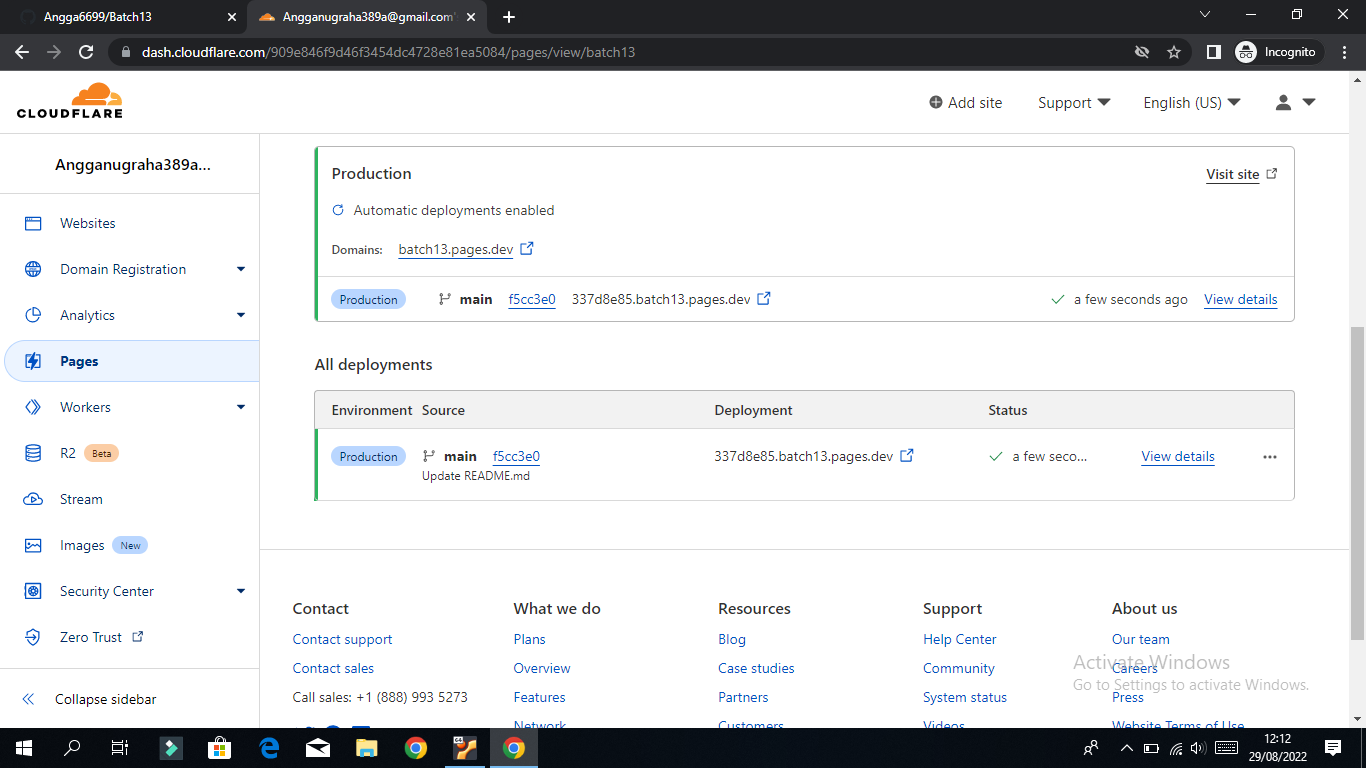 Angga6699/Batch13
Angganugraha389a@gmail.com'
dash.cloudflare.com/909e846f9d46f3454dc4728e81ea5084/pages/view/batch13
Incognito
CLOUDFLARE
Add site
Support
English (US)
Angganugraha389a...
Websites
Domain Registration
Analytics
Pages
Workers
R2 Beta
Stream
Images New
Security Center
Zero Trust
Collapse sidebar
Production
Visit site
Automatic deployments enabled
Domains: batch13.pages.dev
Production main f5cc3e0 337d8e85.batch13.pages.dev a few seconds ago View details
All deployments
Environment Source Deployment Status
Production main f5cc3e0 337d8e85.batch13.pages.dev a few seco... View details
Update README.md
Contact
Contact support
Contact sales
Call sales: +1 (888) 993 5273
What we do
Plans
Overview
Features
Network
Resources
Blog
Case studies
Partners
Customers
Support
Help Center
Community
System status
Videos
About us
Our team
Careers
Press
Website Terms of Use
Activate Windows
Go to Settings to activate Windows.
64
12:12
29/08/2022